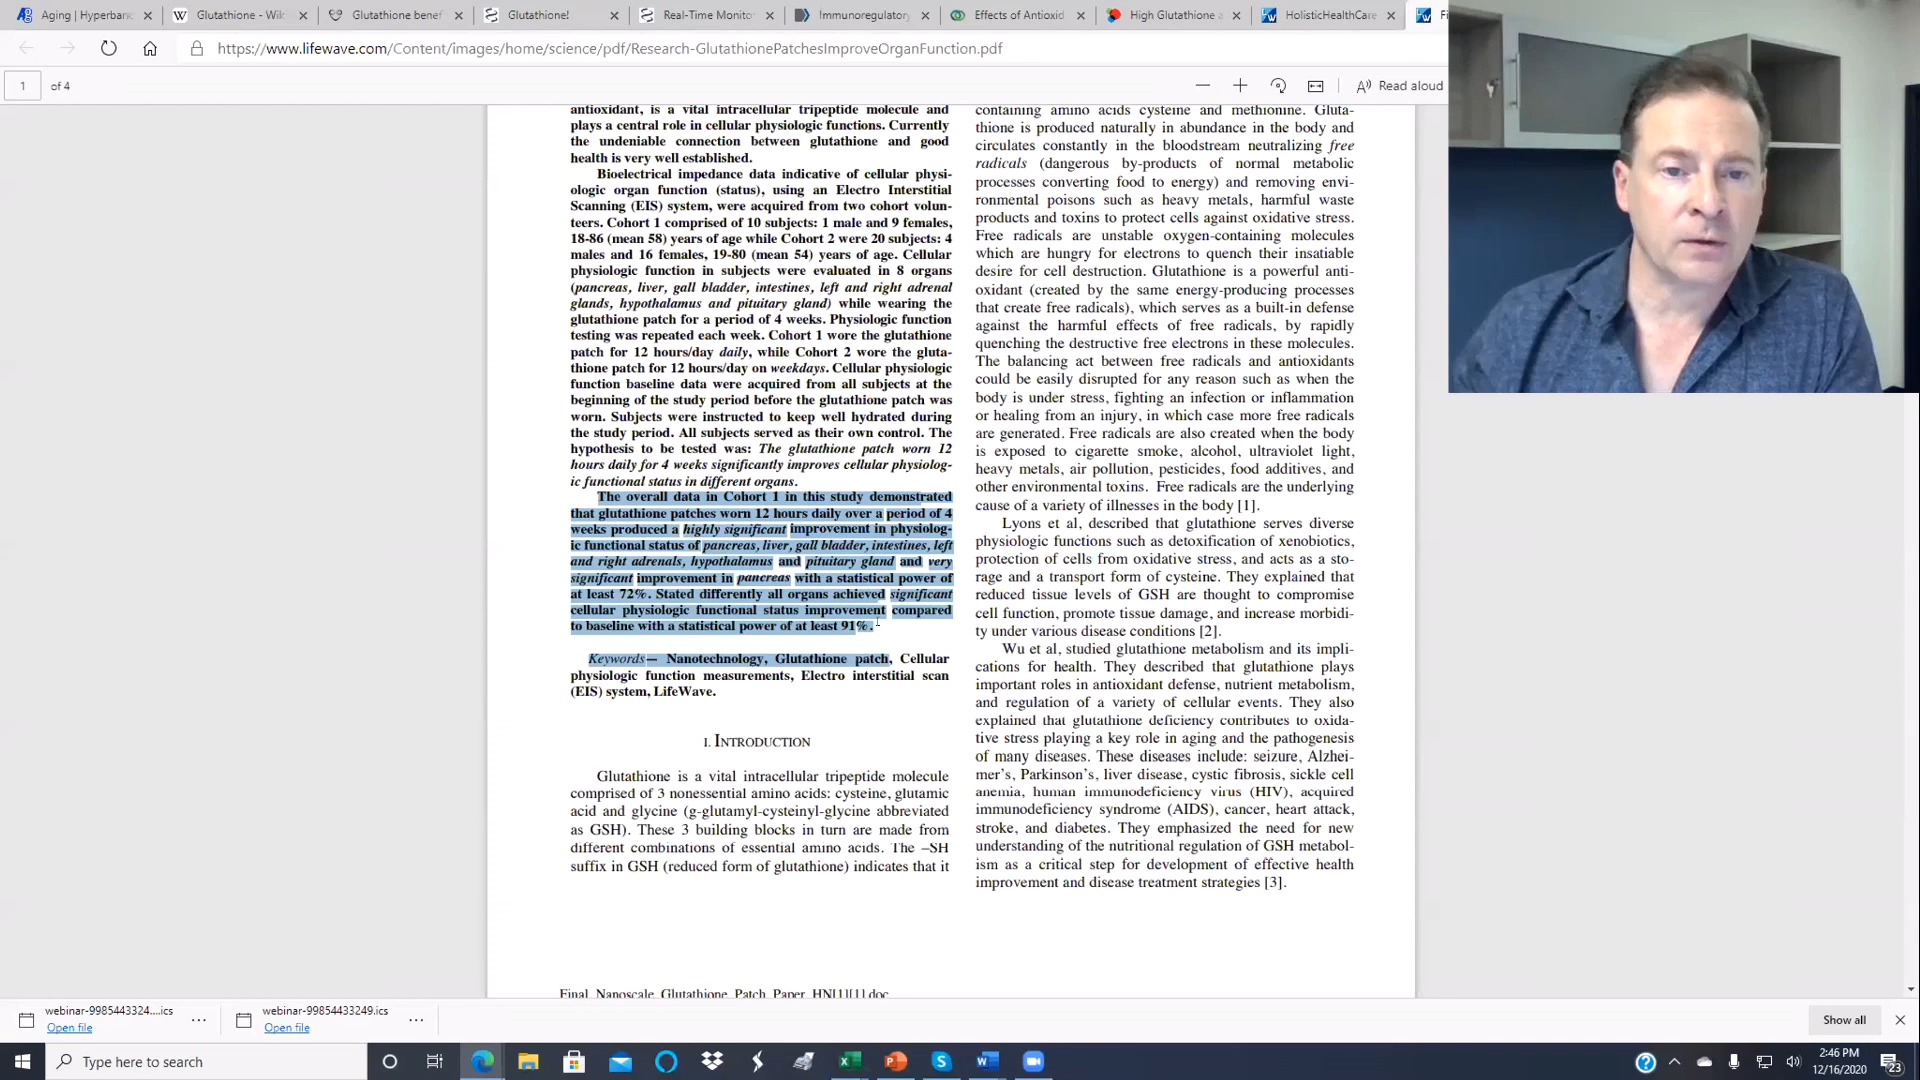 Aging | Hyperban
Glutathione - Wik
Glutathione benef
Glutathione!
Real-Time Monito
Immunoregulatory
Effects of Antioxid
High Glutathione a
HolisticHealthCare
https://www.lifewave.com/Content/images/home/science/pdf/Research-GlutathionePatchesImproveOrganFunction.pdf
1 of 4
Read aloud
antioxidant, is a vital intracellular tripeptide molecule and
plays a central role in cellular physiologic functions. Currently
the undeniable connection between glutathione and good
health is very well established.
Bioelectrical impedance data indicative of cellular physi-
ologic organ function (status), using an Electro Interstitial
Scanning (EIS) system, were acquired from two cohort volun-
teers. Cohort 1 comprised of 10 subjects: 1 male and 9 females,
18-86 (mean 58) years of age while Cohort 2 were 20 subjects: 4
males and 16 females, 19-80 (mean 54) years of age. Cellular
physiologic function in subjects were evaluated in 8 organs
(pancreas, liver, gall bladder, intestines, left and right adrenal
glands, hypothalamus and pituitary gland) while wearing the
glutathione patch for a period of 4 weeks. Physiologic function
testing was repeated each week. Cohort 1 wore the glutathione
patch for 12 hours/day daily, while Cohort 2 wore the gluta-
thione patch for 12 hours/day on weekdays. Cellular physiologic
function baseline data were acquired from all subjects at the
beginning of the study period before the glutathione patch was
worn. Subjects were instructed to keep well hydrated during
the study period. All subjects served as their own control. The
hypothesis to be tested was: The glutathione patch worn 12
hours daily for 4 weeks significantly improves cellular physiolog-
ic functional status in different organs.
The overall data in Cohort 1 in this study demonstrated
that glutathione patches worn 12 hours daily over a period of 4
weeks produced a highly significant improvement in physiolog-
ic functional status of pancreas, liver, gall bladder, intestines, left
and right adrenals, hypothalamus and pituitary gland and very
significant improvement in pancreas with a statistical power of
at least 72%. Stated differently all organs achieved significant
cellular physiologic functional status improvement compared
to baseline with a statistical power of at least 91%.
Keywords— Nanotechnology, Glutathione patch, Cellular
physiologic function measurements, Electro interstitial scan
(EIS) system, LifeWave.
I. INTRODUCTION
Glutathione is a vital intracellular tripeptide molecule
comprised of 3 nonessential amino acids: cysteine, glutamic
acid and glycine (g-glutamyl-cysteinyl-glycine abbreviated
as GSH). These 3 building blocks in turn are made from
different combinations of essential amino acids. The –SH
suffix in GSH (reduced form of glutathione) indicates that it
containing amino acids cysteine and methionine. Gluta-
thione is produced naturally in abundance in the body and
circulates constantly in the bloodstream neutralizing free
radicals (dangerous by-products of normal metabolic
processes converting food to energy) and removing envi-
ronmental poisons such as heavy metals, harmful waste
products and toxins to protect cells against oxidative stress.
Free radicals are unstable oxygen-containing molecules
which are hungry for electrons to quench their insatiable
desire for cell destruction. Glutathione is a powerful anti-
oxidant (created by the same energy-producing processes
that create free radicals), which serves as a built-in defense
against the harmful effects of free radicals, by rapidly
quenching the destructive free electrons in these molecules.
The balancing act between free radicals and antioxidants
could be easily disrupted for any reason such as when the
body is under stress, fighting an infection or inflammation
or healing from an injury, in which case more free radicals
are generated. Free radicals are also created when the body
is exposed to cigarette smoke, alcohol, ultraviolet light,
heavy metals, air pollution, pesticides, food additives, and
other environmental toxins. Free radicals are the underlying
cause of a variety of illnesses in the body [1].
Lyons et al, described that glutathione serves diverse
physiologic functions such as detoxification of xenobiotics,
protection of cells from oxidative stress, and acts as a sto-
rage and a transport form of cysteine. They explained that
reduced tissue levels of GSH are thought to compromise
cell function, promote tissue damage, and increase morbidi-
ty under various disease conditions [2].
Wu et al, studied glutathione metabolism and its impli-
cations for health. They described that glutathione plays
important roles in antioxidant defense, nutrient metabolism,
and regulation of a variety of cellular events. They also
explained that glutathione deficiency contributes to oxida-
tive stress playing a key role in aging and the pathogenesis
of many diseases. These diseases include: seizure, Alzhei-
mer's, Parkinson's, liver disease, cystic fibrosis, sickle cell
anemia, human immunodeficiency virus (HIV), acquired
immunodeficiency syndrome (AIDS), cancer, heart attack,
stroke, and diabetes. They emphasized the need for new
understanding of the nutritional regulation of GSH metabol-
ism as a critical step for development of effective health
improvement and disease treatment strategies [3].
Final Nanoscale Glutathione Patch Paper HN[1][1].doc
webinar-9985443324....ics
Open file
webinar-99854433249.ics
Open file
Show all
Type here to search
2:46 PM
12/16/2020
23